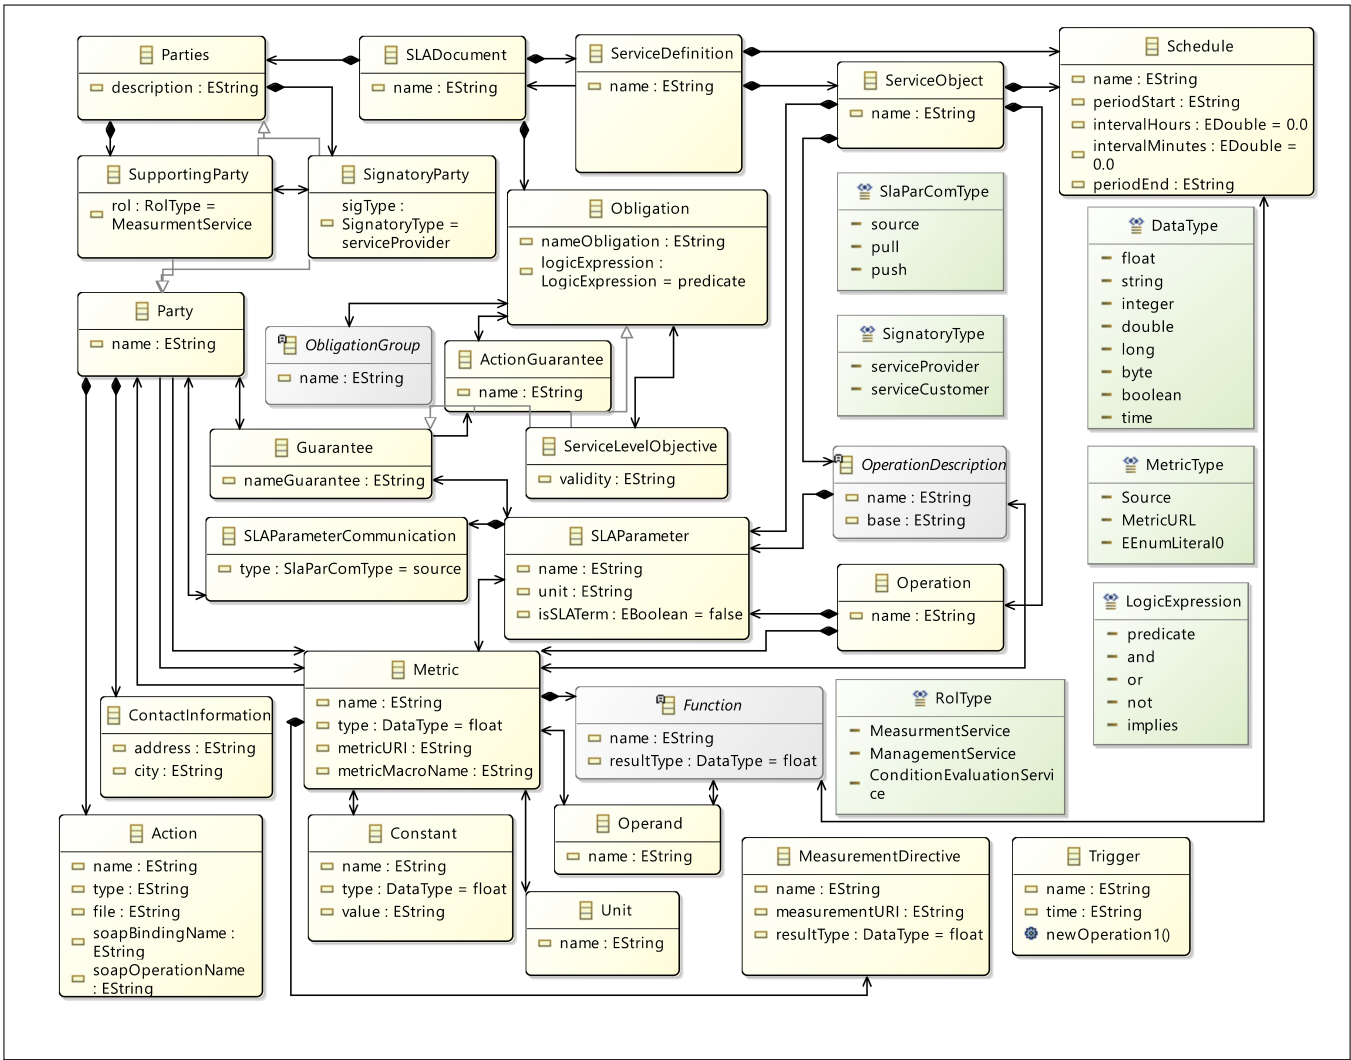 Parties
description : EString
SLADocument
name : EString
ServiceDefinition
name : EString
ServiceObject
name : EString
Schedule
name : EString
periodStart : EString
intervalHours : EDouble = 0.0
intervalMinutes : EDouble =
0.0
periodEnd : EString
SupportingParty
rol : RolType =
MeasurmentService
SignatoryParty
sigType :
SignatoryType =
serviceProvider
Obligation
nameObligation : EString
logicExpression :
LogicExpression = predicate
SlaParComType
source
pull
push
DataType
float
string
integer
double
long
byte
boolean
time
Party
name : EString
ObligationGroup
name : EString
ActionGuarantee
name : EString
SignatoryType
serviceProvider
serviceCustomer
Guarantee
nameGuarantee : EString
ServiceLevelObjective
validity : EString
OperationDescription
name : EString
base : EString
MetricType
Source
MetricURL
EEnumLiteral0
SLAParameterCommunication
type : SlaParComType = source
SLAParameter
name : EString
unit : EString
isSLATerm : EBoolean = false
Operation
name : EString
LogicExpression
predicate
and
or
not
implies
Metric
name : EString
type : DataType = float
metricURI : EString
metricMacroName : EString
ContactInformation
address : EString
city : EString
Function
name : EString
resultType : DataType = float
RolType
MeasurmentService
ManagementService
ConditionEvaluationServi
ce
Action
name : EString
type : EString
file : EString
soapBindingName :
EString
soapOperationName
: EString
Constant
name : EString
type : DataType = float
value : EString
Operand
name : EString
Unit
name : EString
MeasurementDirective
name : EString
measurementURI : EString
resultType : DataType = float
Trigger
name : EString
time : EString
newOperation1()